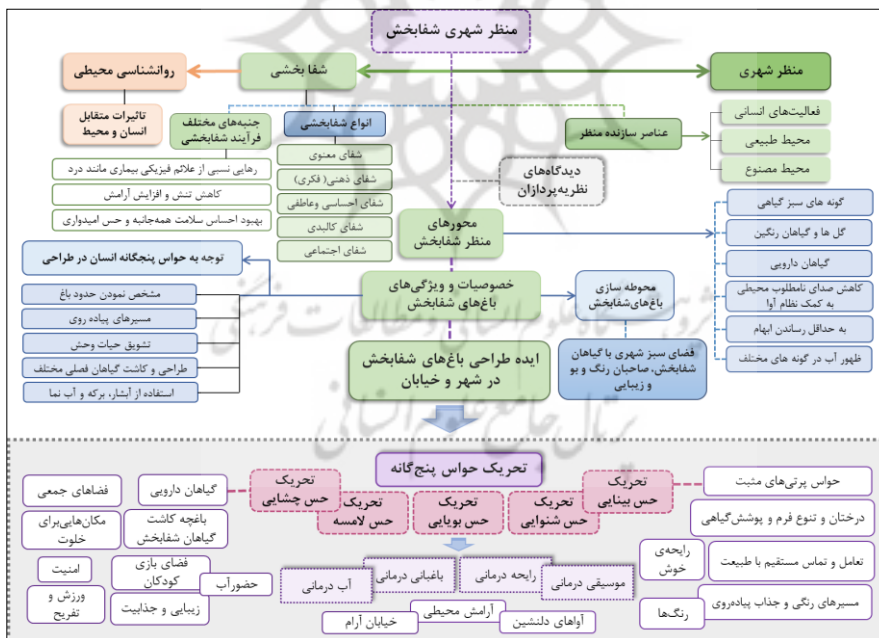 منظر شهری شفابخش
منظر شهری
شفا بخشی
روانشناسی محیطی
تاثیرات متقابل
انسان و محیط
جنبه‌های مختلف
فرآیند شفابخشی
انواع شفابخشی
عناصر سازنده منظر
فعالیت‌های انسانی
محیط طبیعی
محیط مصنوع
رهایی نسبی از علائم فیزیکی بیماری مانند درد
کاهش تنش و افزایش آرامش
بهبود احساس سلامت همه‌جانبه و حس امیدواری
شفای معنوی
شفای ذهنی( فکری)
شفای احساسی وعاطفی
شفای کالبدی
شفای اجتماعی
دیدگاه‌های
نظریه‌پردازان
محورهای
منظر شفابخش
گونه های سبز گیاهی
گل ها و گیاهان رنگین
گیاهان دارویی
کاهش صدای نامطلوب محیطی
به کمک نظام آوا
به حداقل رساندن ابهام
ظهور آب در گونه های مختلف
توجه به حواس پنجگانه انسان در طراحی
خصوصیات و ویژگی‌های
باغ‌های شفابخش
محوطه سازی
باغ‌های‌شفابخش
مشخص نمودن حدود باغ
مسیرهای پیاده روی
تشویق حیات وحش
طراحی و کاشت گیاهان فصلی مختلف
استفاده از آبشار، برکه و آب نما
فضای سبز شهری با گیاهان
شفابخش، صاحبان رنگ و بو
و زیبایی
ایده طراحی باغ‌های شفابخش
در شهر و خیابان
پژوهشگاه علوم انسانی و مطالعات فرهنگی
پرتال جامع علوم انسانی
تحریک حواس پنج‌گانه
تحریک
حس بینایی
تحریک
حس شنوایی
تحریک
حس بویایی
تحریک
حس لامسه
تحریک
حس چشایی
حواس پرتی‌های مثبت
درختان و تنوع فرم و پوشش‌گیاهی
تعامل و تماس مستقیم با طبیعت
رایحه‌ی
خوش
مسیرهای رنگی و جذاب پیاده‌روی
رنگ‌ها
گیاهان دارویی
فضاهای جمعی
باغچه کاشت
گیاهان شفابخش
مکان‌هایی‌برای
خلوت
فضای بازی
کودکان
امنیت
حضورآب
زیبایی و جذابیت
ورزش و
تفریح
موسیقی درمانی
رایحه درمانی
باغبانی درمانی
آب درمانی
آرامش محیطی
آواهای دلنشین
خیابان آرام